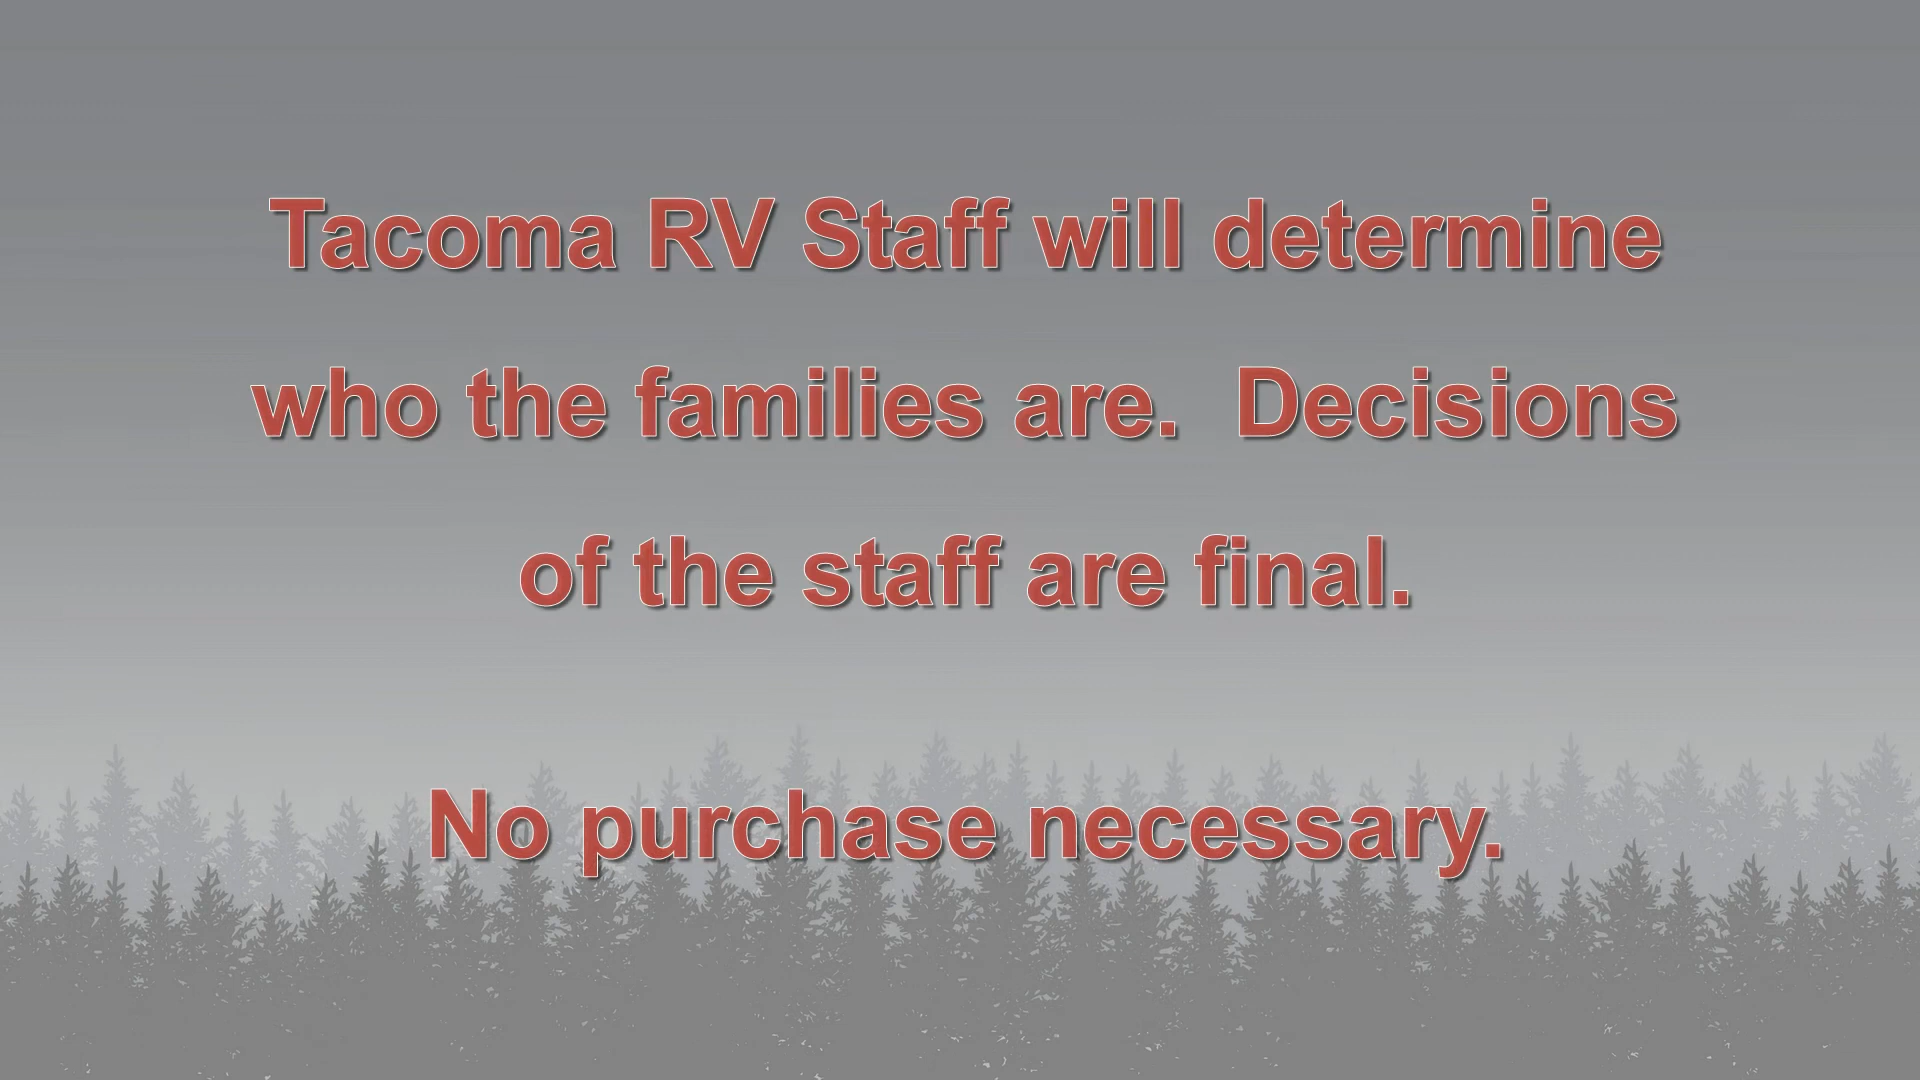 Tacoma RV Staff will determine
who the families are.  Decisions
of the staff are final.
No purchase necessary.